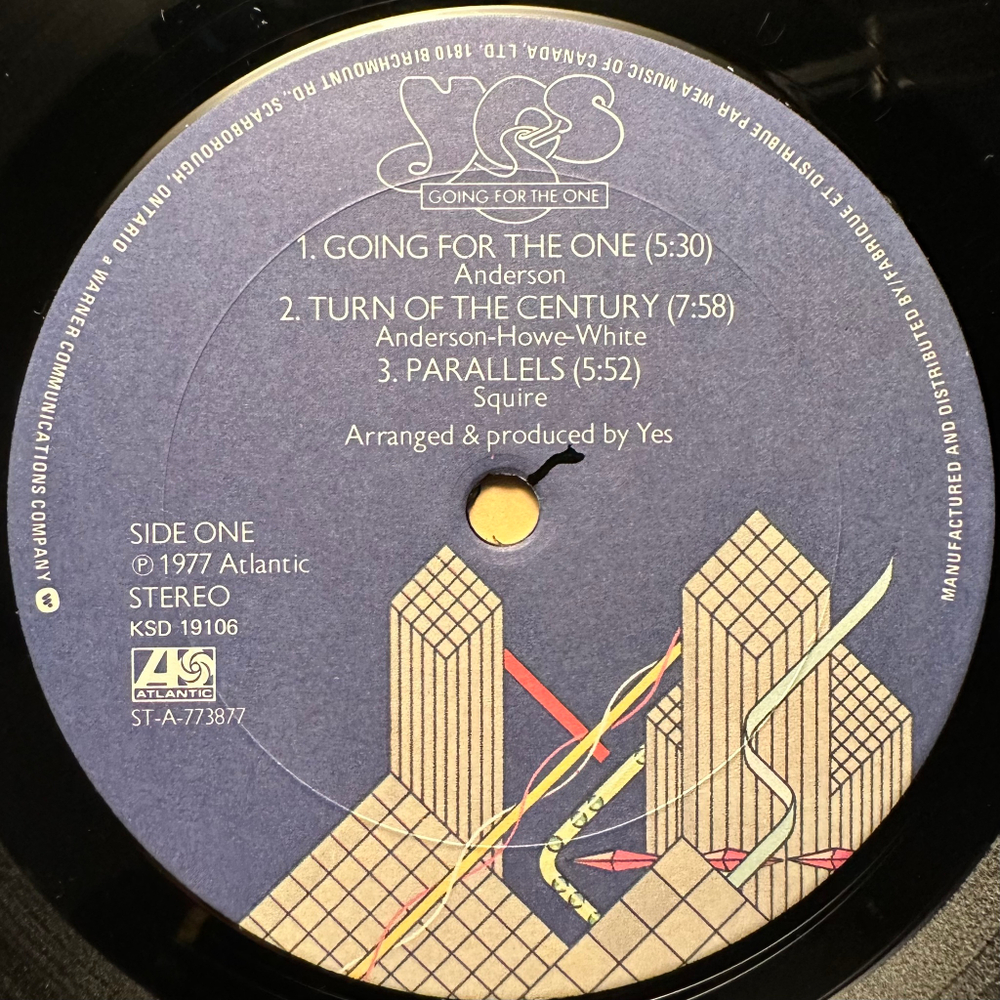 YES
GOING FOR THE ONE
1. GOING FOR THE ONE (5:30)
Anderson
2. TURN OF THE CENTURY (7:58)
Anderson-Howe-White
3. PARALLELS (5:52)
Squire
Arranged & produced by Yes
SIDE ONE
℗ 1977 Atlantic
STEREO
KSD 19106
ATLANTIC
ST-A-773877
MANUFACTURED AND DISTRIBUTED BY/FABRIQUE ET DISTRIBUE PAR WEA MUSIC OF CANADA, LTD. 1810 BIRCHMOUNT RD., SCARBOROUGH, ONTARIO a WARNER COMMUNICATIONS COMPANY